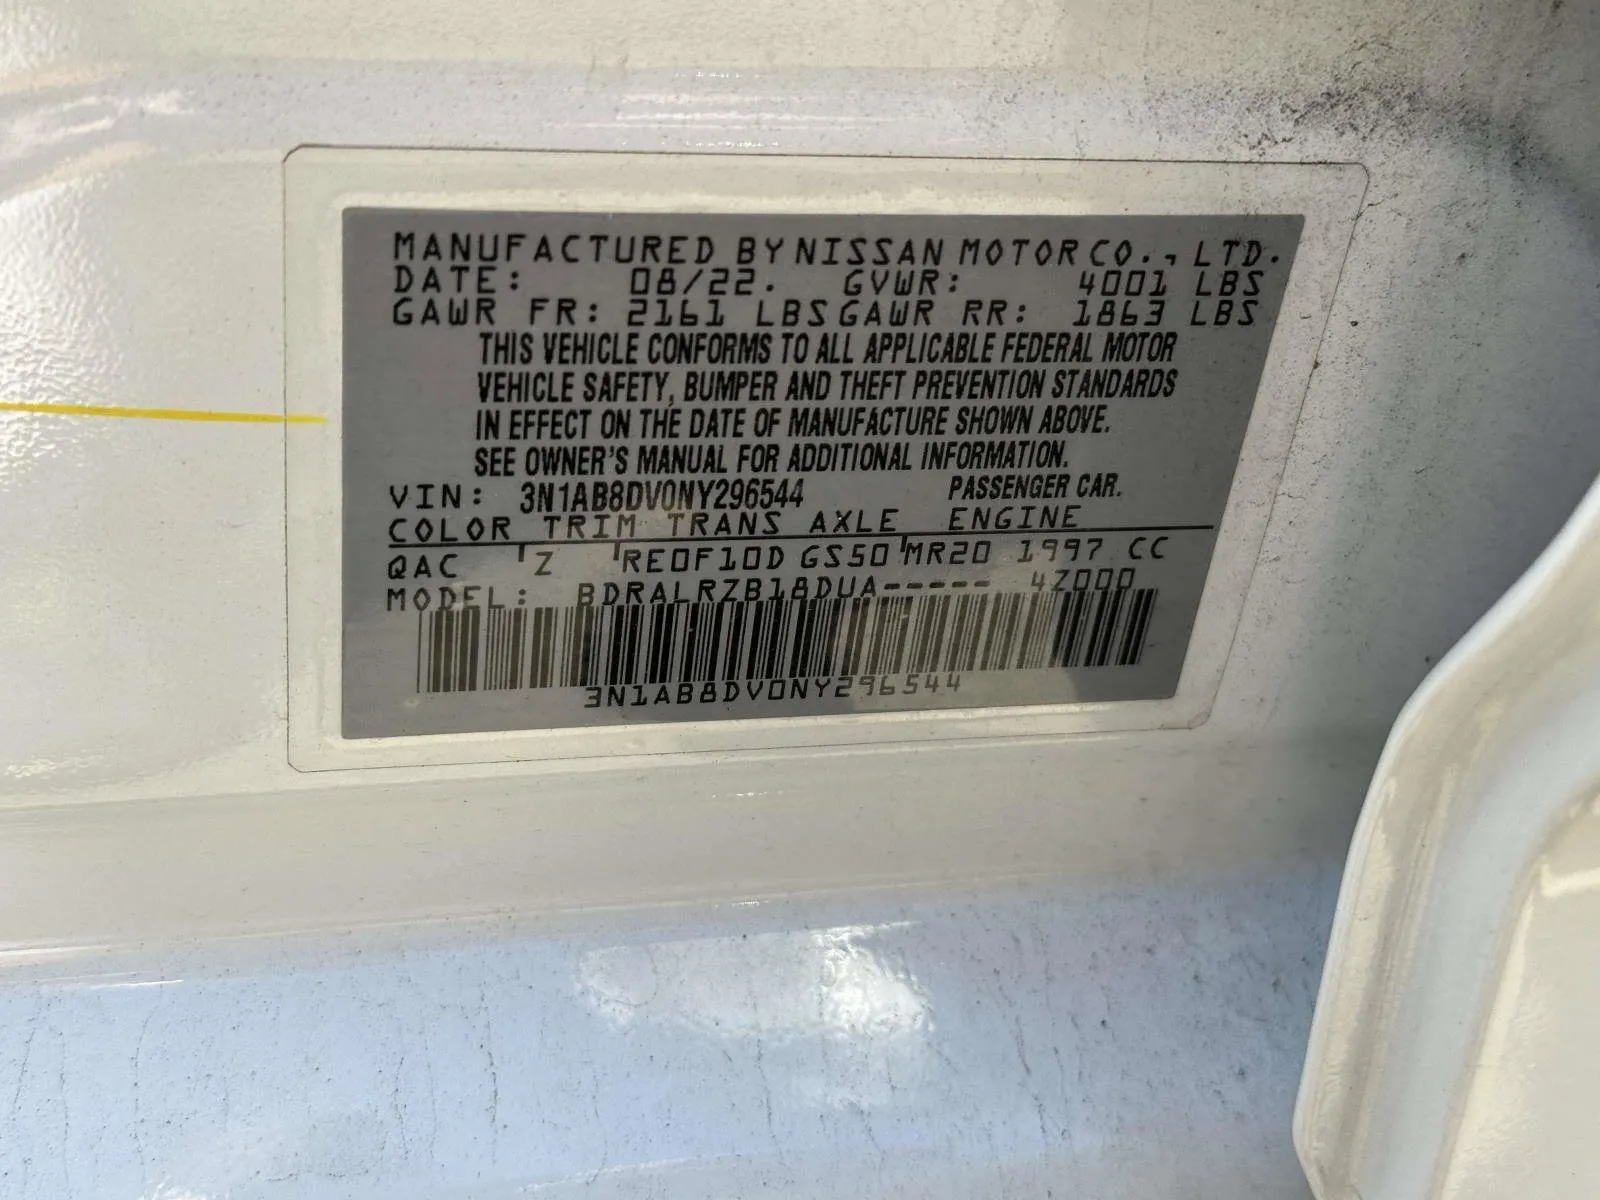 MANUFACTURED BY NISSAN MOTOR CO., LTD.
DATE: 08/22. GVWR: 4001 LBS
GAWR FR: 2161 LBS GAWR RR: 1863 LBS
THIS VEHICLE CONFORMS TO ALL APPLICABLE FEDERAL MOTOR
VEHICLE SAFETY, BUMPER AND THEFT PREVENTION STANDARDS
IN EFFECT ON THE DATE OF MANUFACTURE SHOWN ABOVE.
SEE OWNER'S MANUAL FOR ADDITIONAL INFORMATION.
VIN: 3N1AB8DV0NY296544 PASSENGER CAR.
COLOR TRIM TRANS AXLE ENGINE
QAC Z RE0F10D GS50 MR20 1997 CC
MODEL: BDRALRZB18DUA----- 4Z000
3N1AB8DV0NY296544